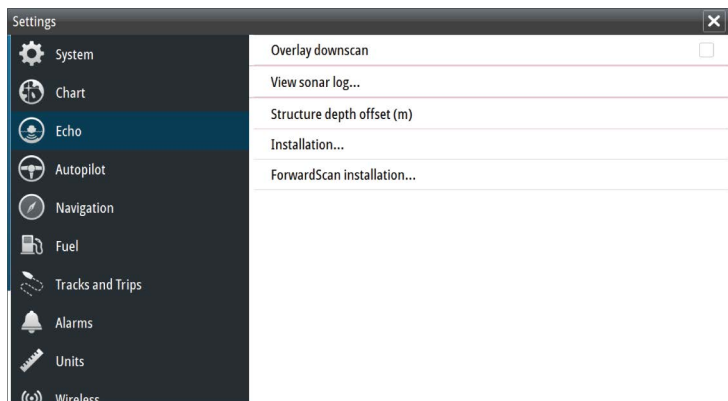 Settings
System
Chart
Echo
Autopilot
Navigation
Fuel
Tracks and Trips
Alarms
Units
Wireless
Overlay downscan
View sonar log...
Structure depth offset (m)
Installation...
ForwardScan installation...